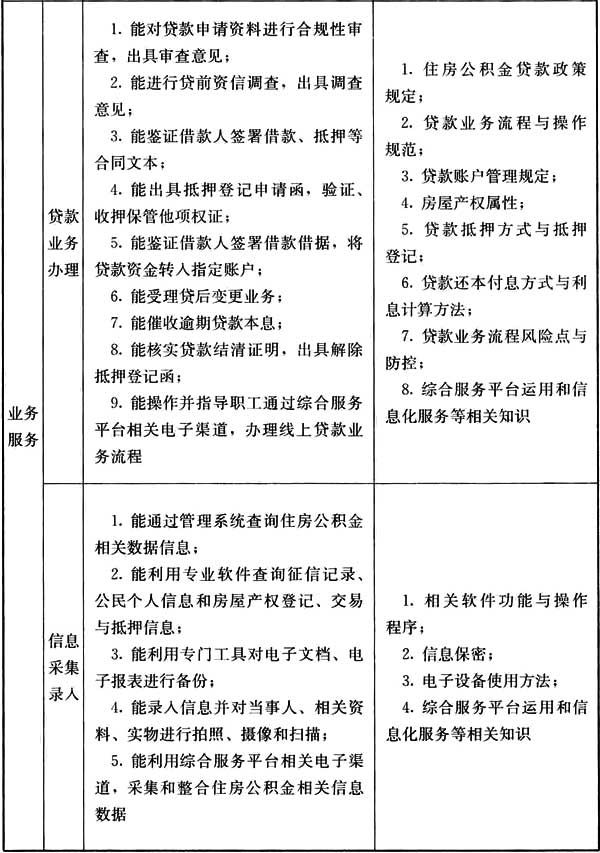 业务
服务
贷款
业务
办理
1. 能对贷款申请资料进行合规性审
查，出具审查意见；
2. 能进行贷前资信调查，出具调查
意见；
3. 能鉴证借款人签署借款、抵押等
合同文本；
4. 能出具抵押登记申请函，验证、
收押保管他项权证；
5. 能鉴证借款人签署借款借据，将
贷款资金转入指定账户；
6. 能受理贷后变更业务；
7. 能催收逾期贷款本息；
8. 能核实贷款结清证明，出具解除
抵押登记函；
9. 能操作并指导职工通过综合服务
平台相关电子渠道，办理线上贷款业
务流程
1. 住房公积金贷款政策
规定；
2. 贷款业务流程与操作
规范；
3. 贷款账户管理规定；
4. 房屋产权属性；
5. 贷款抵押方式与抵押
登记；
6. 贷款还本付息方式与利
息计算方法；
7. 贷款业务流程风险点与
防控；
8. 综合服务平台运用和信
息化服务等相关知识
信息
采集
录人
1. 能通过管理系统查询住房公积金
相关数据信息；
2. 能利用专业软件查询征信记录、
公民个人信息和房屋产权登记、交易
与抵押信息；
3. 能利用专门工具对电子文档、电
子报表进行备份；
4. 能录人信息并对当事人、相关资
料、实物进行拍照、摄像和扫描；
5. 能利用综合服务平台相关电子渠
道，采集和整合住房公积金相关信息
数据
1. 相关软件功能与操作
程序；
2. 信息保密；
3. 电子设备使用方法；
4. 综合服务平台运用和信
息化服务等相关知识